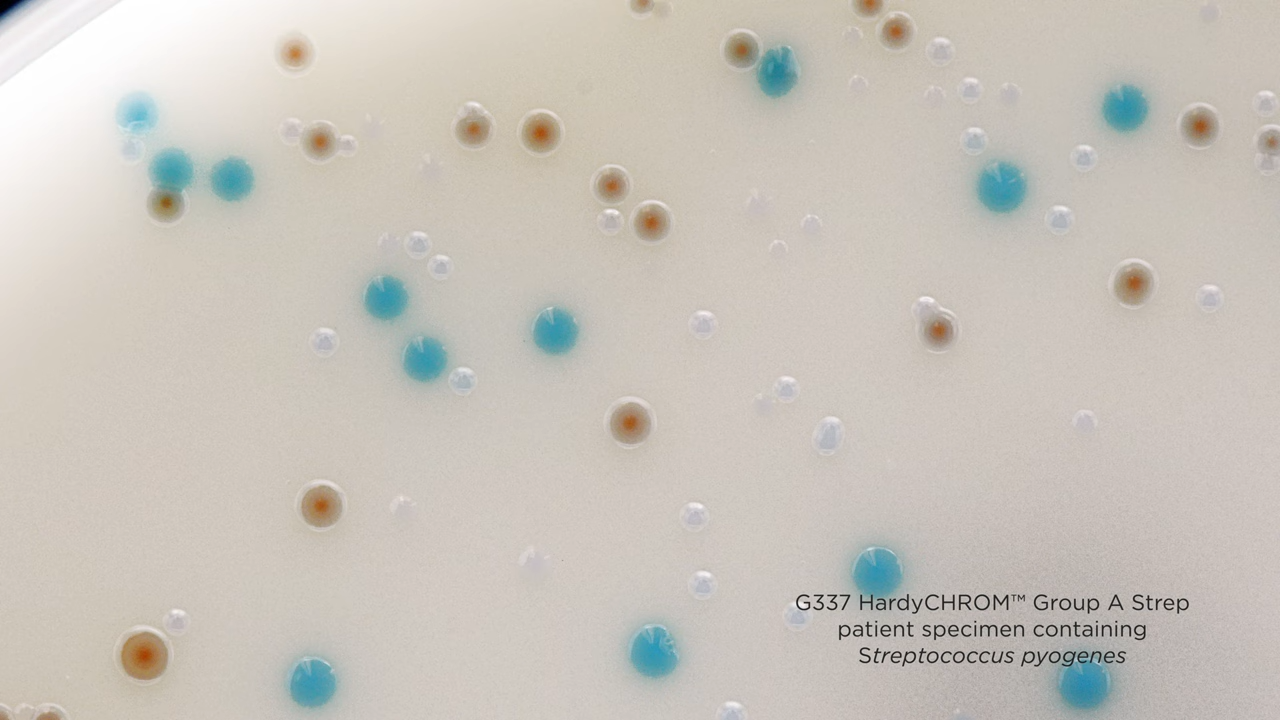 G337 HardyCHROM™ Group A Strep
patient specimen containing
Streptococcus pyogenes